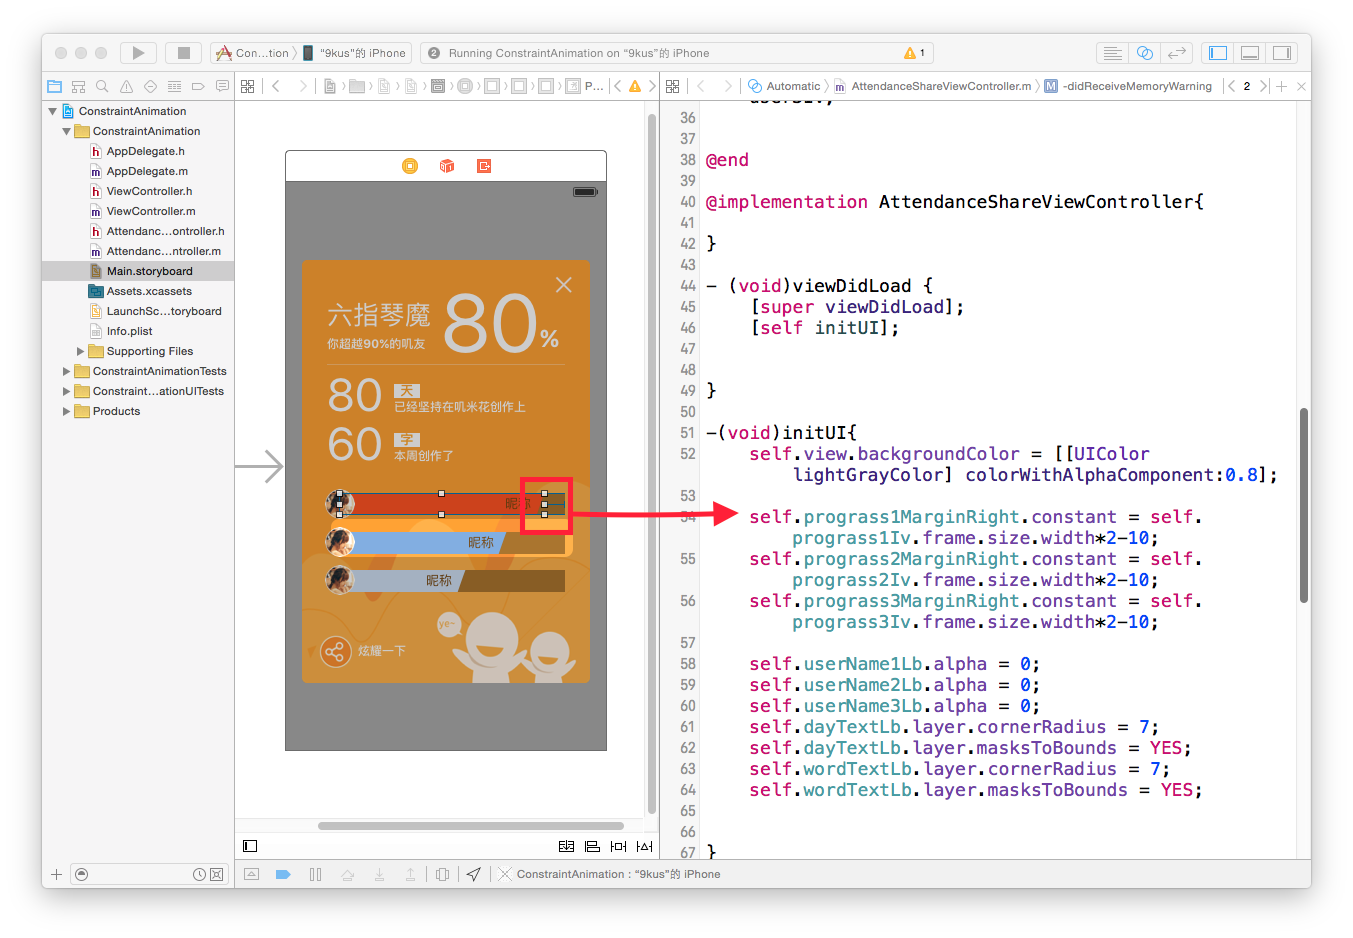 Con...tion
"9kus"的 iPhone
2 Running ConstraintAnimation on "9kus"的 iPhone
1
P...
Automatic
m AttendanceShareViewController.m
M -didReceiveMemoryWarning
2
ConstraintAnimation
ConstraintAnimation
h AppDelegate.h
m AppDelegate.m
h ViewController.h
m ViewController.m
h Attendanc...ontroller.h
m Attendanc...ntroller.m
Main.storyboard
Assets.xcassets
LaunchSc...toryboard
Info.plist
Supporting Files
ConstraintAnimationTests
Constraint...ationUITests
Products
六指琴魔
80%
你超越90%的叽友
80
天
已经坚持在叽米花创作上
60
字
本周创作了
昵称
昵称
昵称
ye~
炫耀一下
36
37
38 @end
39
40 @implementation AttendanceShareViewController{
41
42 }
43
44 - (void)viewDidLoad {
45 [super viewDidLoad];
46 [self initUI];
47
48
49 }
50
51 -(void)initUI{
52 self.view.backgroundColor = [[UIColor
lightGrayColor] colorWithAlphaComponent:0.8];
53
54 self.prograss1MarginRight.constant = self.
prograss1Iv.frame.size.width*2-10;
55 self.prograss2MarginRight.constant = self.
prograss2Iv.frame.size.width*2-10;
56 self.prograss3MarginRight.constant = self.
prograss3Iv.frame.size.width*2-10;
57
58 self.userName1Lb.alpha = 0;
59 self.userName2Lb.alpha = 0;
60 self.userName3Lb.alpha = 0;
61 self.dayTextLb.layer.cornerRadius = 7;
62 self.dayTextLb.layer.masksToBounds = YES;
63 self.wordTextLb.layer.cornerRadius = 7;
64 self.wordTextLb.layer.masksToBounds = YES;
65
66
67 }
ConstraintAnimation : "9kus"的 iPhone